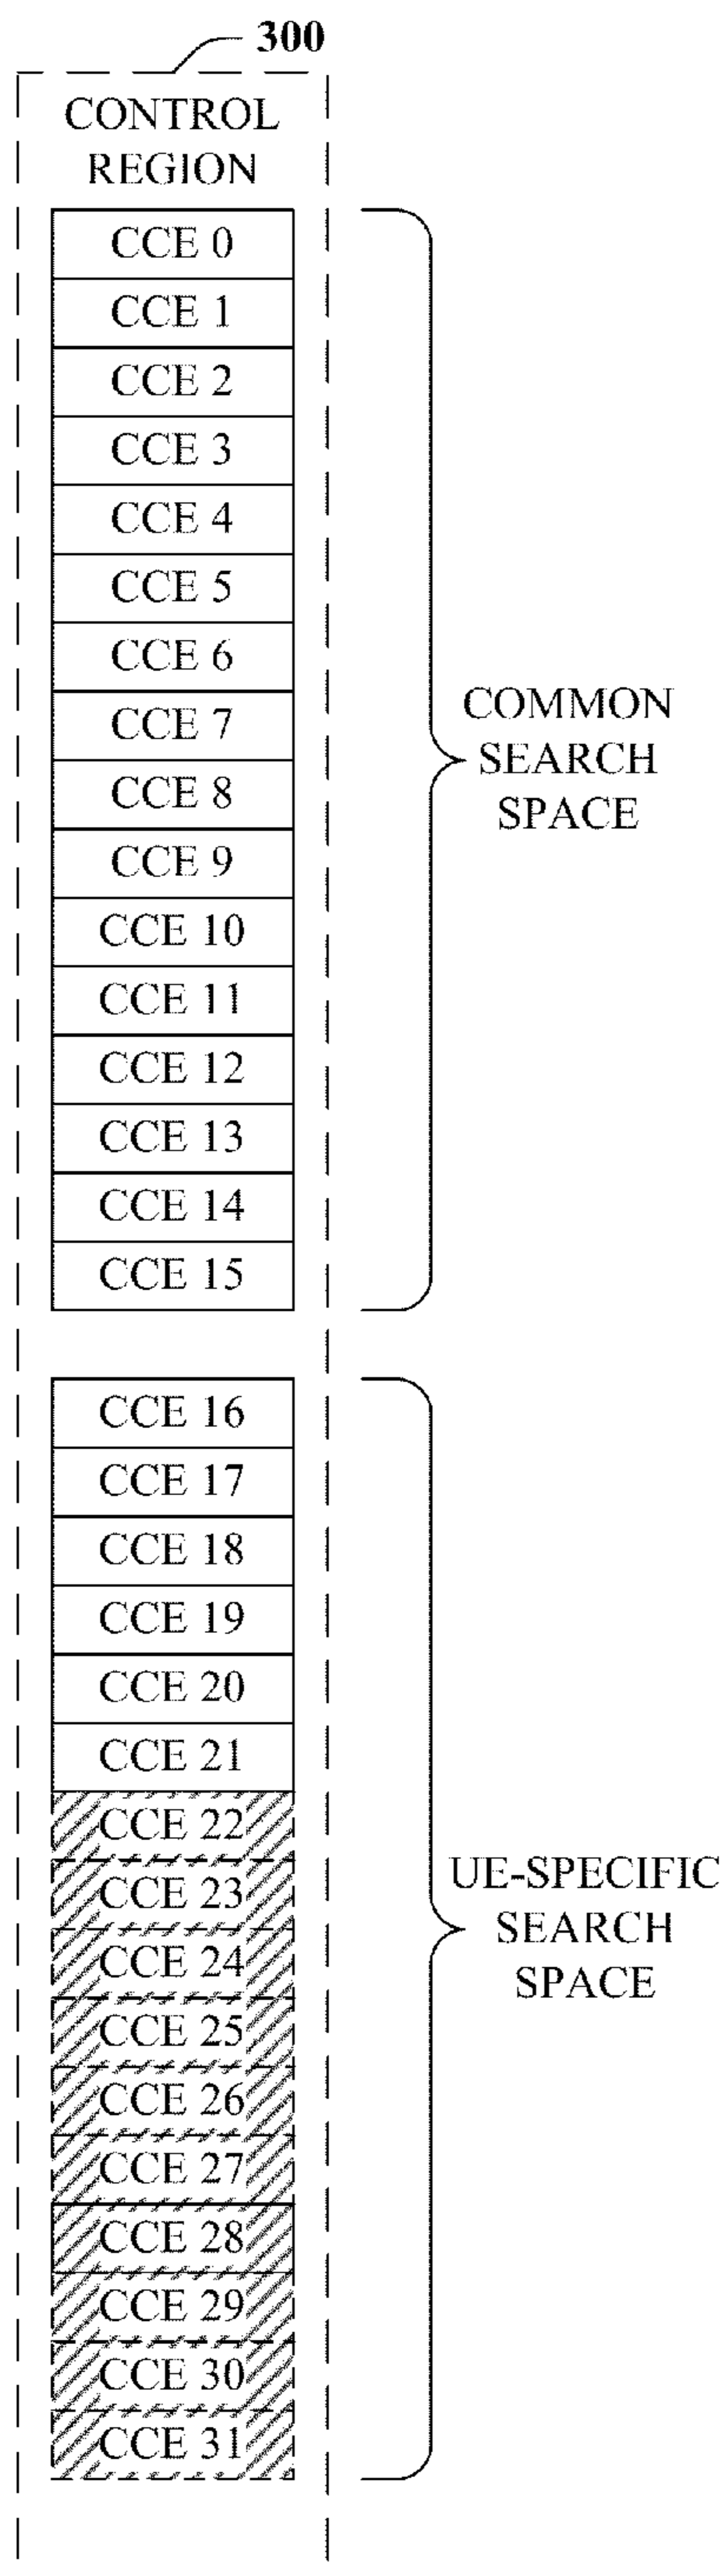 300
CONTROL
REGION
CCE 0
CCE 1
CCE 2
CCE 3
CCE 4
CCE 5
CCE 6
CCE 7
CCE 8
CCE 9
CCE 10
CCE 11
CCE 12
CCE 13
CCE 14
CCE 15
COMMON
SEARCH
SPACE
CCE 16
CCE 17
CCE 18
CCE 19
CCE 20
CCE 21
CCE 22
CCE 23
CCE 24
CCE 25
CCE 26
CCE 27
CCE 28
CCE 29
CCE 30
CCE 31
UE-SPECIFIC
SEARCH
SPACE